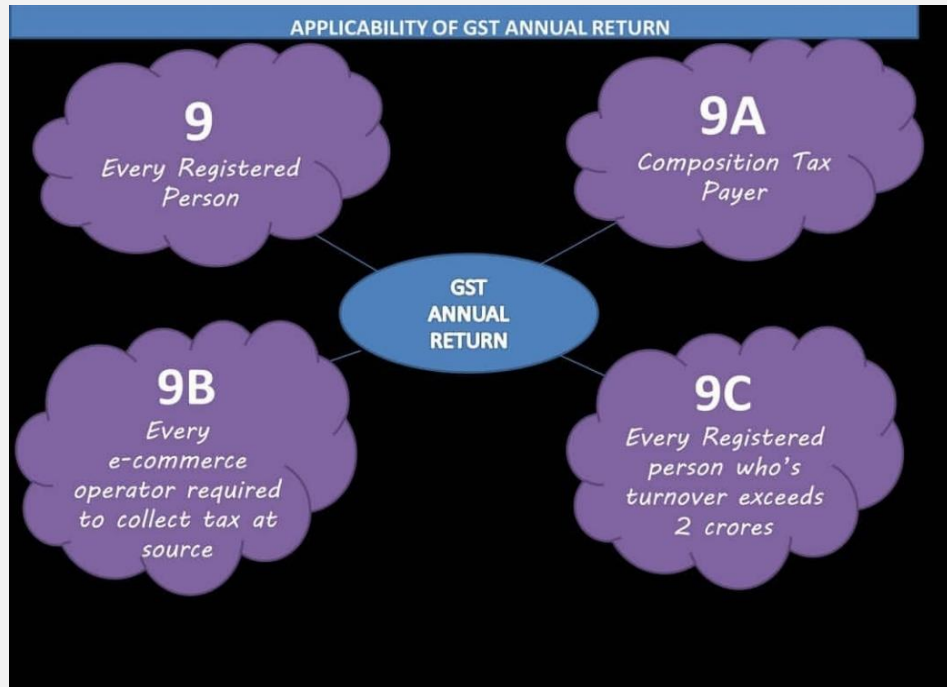 APPLICABILITY OF GST ANNUAL RETURN
9
Every Registered
Person
9A
Composition Tax
Payer
GST
ANNUAL
RETURN
9B
Every
e-commerce
operator required
to collect tax at
source
9C
Every Registered
person who's
turnover exceeds
2 crores